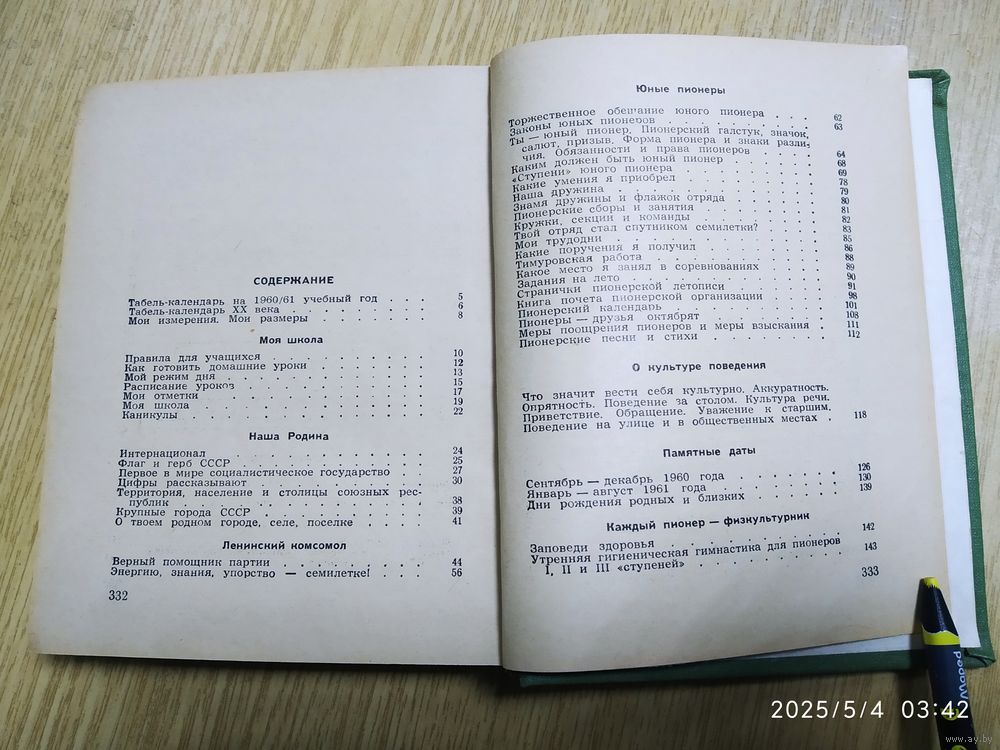 СОДЕРЖАНИЕ
Табель-календарь на 1960/61 учебный год . . . 5
Табель-календарь XX века . . . . . . . 6
Мои измерения. Мои размеры . . . . . . 8
Моя школа
Правила для учащихся . . . . . . . . . 10
Как готовить домашние уроки . . . . . . 12
Мой режим дня . . . . . . . . . . . 13
Расписание уроков . . . . . . . . . . 15
Мои отметки . . . . . . . . . . . . 17
Моя школа . . . . . . . . . . . . . 19
Каникулы . . . . . . . . . . . . . 22
Наша Родина
Интернационал . . . . . . . . . . . 24
Флаг и герб СССР . . . . . . . . . . 25
Первое в мире социалистическое государство . . . 27
Цифры рассказывают . . . . . . . . . 30
Территория, население и столицы союзных рес-
публик . . . . . . . . . . . . . 38
Крупные города СССР . . . . . . . . . 39
О твоем родном городе, селе, поселке . . . . 41
Ленинский комсомол
Верный помощник партии . . . . . . . . 44
Энергию, знания, упорство — семилетке! . . . 56
332
Юные пионеры
Торжественное обещание юного пионера . . . 62
Законы юных пионеров . . . . . . . . 63
Ты — юный пионер. Пионерский галстук, значок,
салют, призыв. Форма пионера и знаки разли-
чия. Обязанности и права пионеров . . . . 64
Каким должен быть юный пионер . . . . . 68
«Ступени» юного пионера . . . . . . . 69
Какие умения я приобрел . . . . . . . 78
Наша дружина . . . . . . . . . . . 79
Знамя дружины и флажок отряда . . . . . 80
Пионерские сборы и занятия . . . . . . 81
Кружки, секции и команды . . . . . . . 82
Твой отряд стал спутником семилетки? . . . 83
Мои трудодни . . . . . . . . . . . 85
Какие поручения я получил . . . . . . . 86
Тимуровская работа . . . . . . . . . 88
Какое место я занял в соревнованиях . . . . 89
Задания на лето . . . . . . . . . . 90
Странички пионерской летописи . . . . . 91
Книга почета пионерской организации . . . . 98
Пионерский календарь . . . . . . . . 101
Пионеры — друзья октябрят . . . . . . 108
Меры поощрения пионеров и меры взыскания . 111
Пионерские песни и стихи . . . . . . . 112
О культуре поведения
Что значит вести себя культурно. Аккуратность.
Опрятность. Поведение за столом. Культура речи.
Приветствие. Обращение. Уважение к старшим.
Поведение на улице и в общественных местах . 118
Памятные даты
Сентябрь — декабрь 1960 года . . . . . . 126
Январь — август 1961 года . . . . . . . 130
Дни рождения родных и близких . . . . . 139
Каждый пионер — физкультурник
Заповеди здоровья . . . . . . . . . 142
Утренняя гигиеническая гимнастика для пионеров
I, II и III «ступеней» . . . . . . . . 143
333
2025/5/4 03:42
www.ay.by